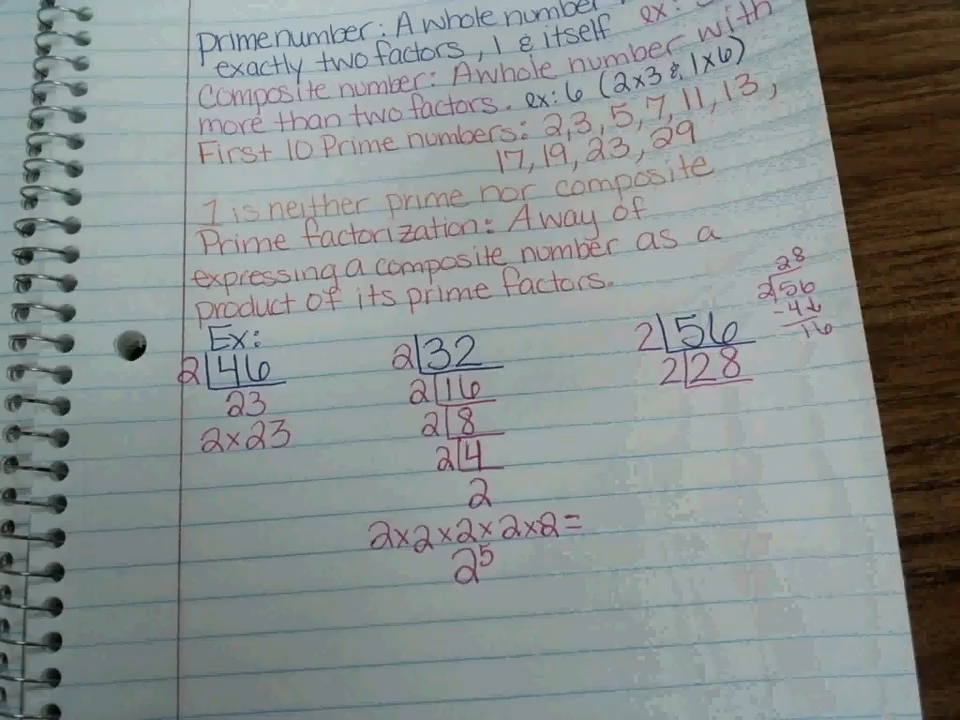 Prime number: A whole number
exactly two factors, 1 & itself ex:
Composite number: A whole number with
more than two factors. ex: 6 (2x3 & 1x6)
First 10 Prime numbers: 2, 3, 5, 7, 11, 13,
17, 19, 23, 29
1 is neither prime nor composite
Prime factorization: A way of
expressing a composite number as a
product of its prime factors.
Ex:
2 46
23
2x23
2 32
2 16
2 8
2 4
2
2x2x2x2x2=
2⁵
2 56
2 28
28
2 56
16